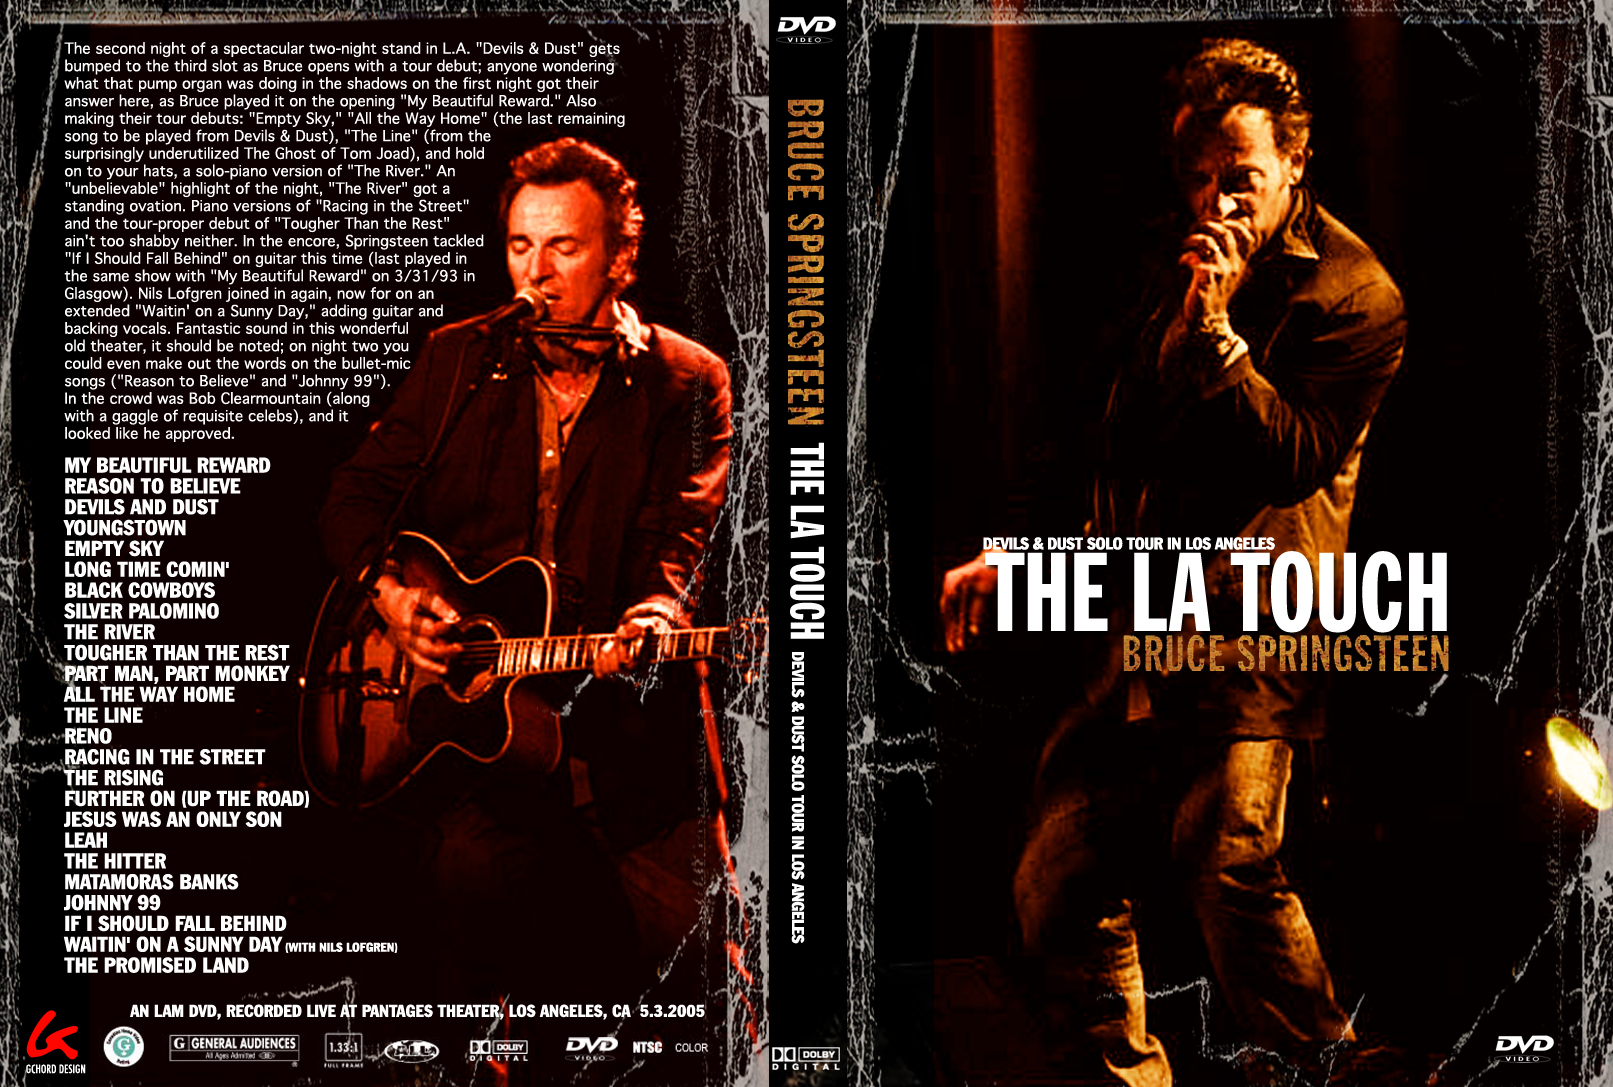 The second night of a spectacular two-night stand in L.A. "Devils & Dust" gets
bumped to the third slot as Bruce opens with a tour debut; anyone wondering
what that pump organ was doing in the shadows on the first night got their
answer here, as Bruce played it on the opening "My Beautiful Reward." Also
making their tour debuts: "Empty Sky," "All the Way Home" (the last remaining
song to be played from Devils & Dust), "The Line" (from the
surprisingly underutilized The Ghost of Tom Joad), and hold
on to your hats, a solo-piano version of "The River." An
"unbelievable" highlight of the night, "The River" got a
standing ovation. Piano versions of "Racing in the Street"
and the tour-proper debut of "Tougher Than the Rest"
ain't too shabby neither. In the encore, Springsteen tackled
"If I Should Fall Behind" on guitar this time (last played in
the same show with "My Beautiful Reward" on 3/31/93 in
Glasgow). Nils Lofgren joined in again, now for on an
extended "Waitin' on a Sunny Day," adding guitar and
backing vocals. Fantastic sound in this wonderful
old theater, it should be noted; on night two you
could even make out the words on the bullet-mic
songs ("Reason to Believe" and "Johnny 99").
In the crowd was Bob Clearmountain (along
with a gaggle of requisite celebs), and it
looked like he approved.
MY BEAUTIFUL REWARD
REASON TO BELIEVE
DEVILS AND DUST
YOUNGSTOWN
EMPTY SKY
LONG TIME COMIN'
BLACK COWBOYS
SILVER PALOMINO
THE RIVER
TOUGHER THAN THE REST
PART MAN, PART MONKEY
ALL THE WAY HOME
THE LINE
RENO
RACING IN THE STREET
THE RISING
FURTHER ON (UP THE ROAD)
JESUS WAS AN ONLY SON
LEAH
THE HITTER
MATAMORAS BANKS
JOHNNY 99
IF I SHOULD FALL BEHIND
WAITIN' ON A SUNNY DAY (WITH NILS LOFGREN)
THE PROMISED LAND
AN LAM DVD, RECORDED LIVE AT PANTAGES THEATER, LOS ANGELES, CA 5.3.2005
GCHORD DESIGN
G
G GENERAL AUDIENCES
All Ages Admitted
1.33:1
FULL FRAME
DOLBY
DIGITAL
DVD
VIDEO
NTSC
COLOR
DVD
VIDEO
BRUCE SPRINGSTEEN THE LA TOUCH DEVILS & DUST SOLO TOUR IN LOS ANGELES
DOLBY
DIGITAL
DEVILS & DUST SOLO TOUR IN LOS ANGELES
THE LA TOUCH
BRUCE SPRINGSTEEN
DVD
VIDEO